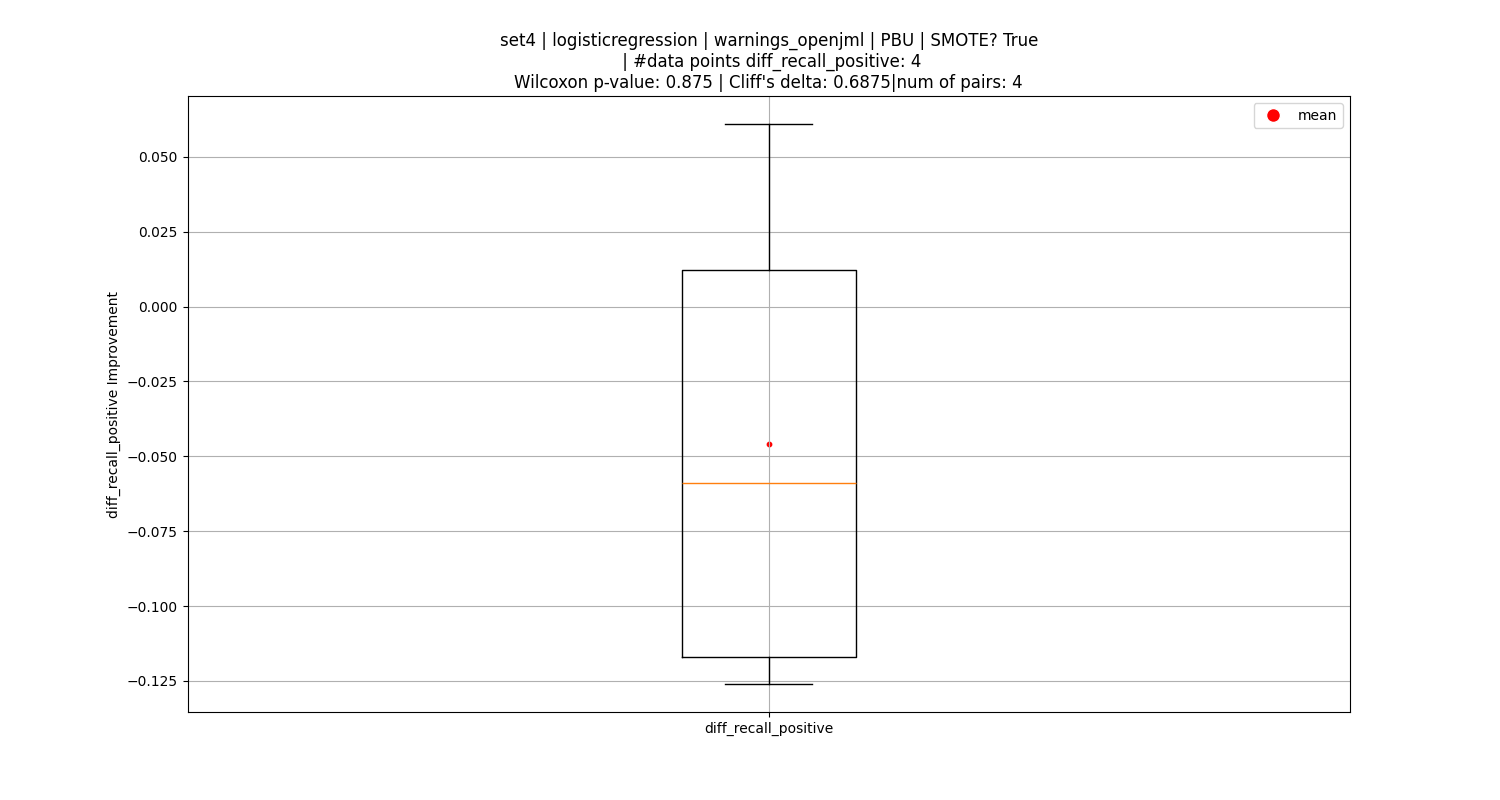 set4 | logisticregression | warnings_openjml | PBU | SMOTE? True
| #data points diff_recall_positive: 4
Wilcoxon p-value: 0.875 | Cliff's delta: 0.6875|num of pairs: 4
mean
0.050
0.025
0.000
−0.025
−0.050
−0.075
−0.100
−0.125
diff_recall_positive Improvement
diff_recall_positive